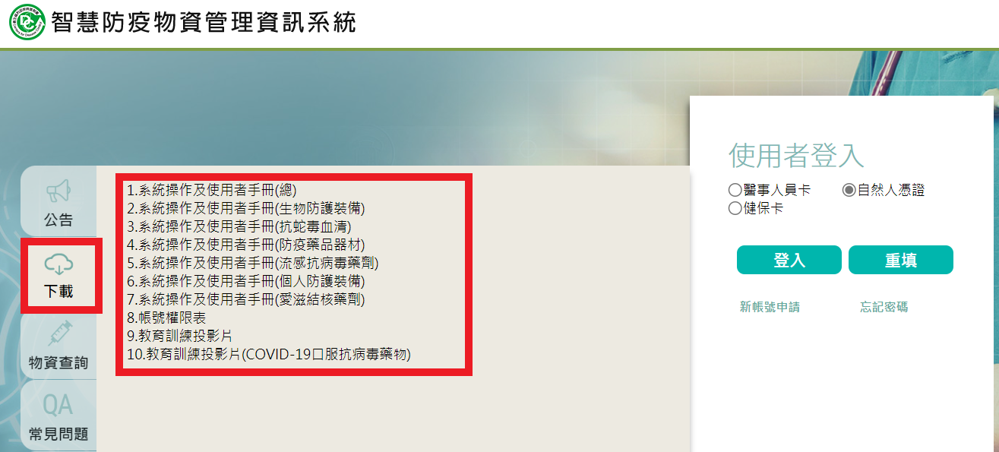 智慧防疫物資管理資訊系統
公告
下載
物資查詢
QA
常見問題
1.系統操作及使用者手冊(總)
2.系統操作及使用者手冊(生物防護裝備)
3.系統操作及使用者手冊(抗蛇毒血清)
4.系統操作及使用者手冊(防疫藥品器材)
5.系統操作及使用者手冊(流感抗病毒藥劑)
6.系統操作及使用者手冊(個人防護裝備)
7.系統操作及使用者手冊(愛滋結核藥劑)
8.帳號權限表
9.教育訓練投影片
10.教育訓練投影片(COVID-19口服抗病毒藥物)
使用者登入
醫事人員卡 自然人憑證
健保卡
登入 重填
新帳號申請 忘記密碼